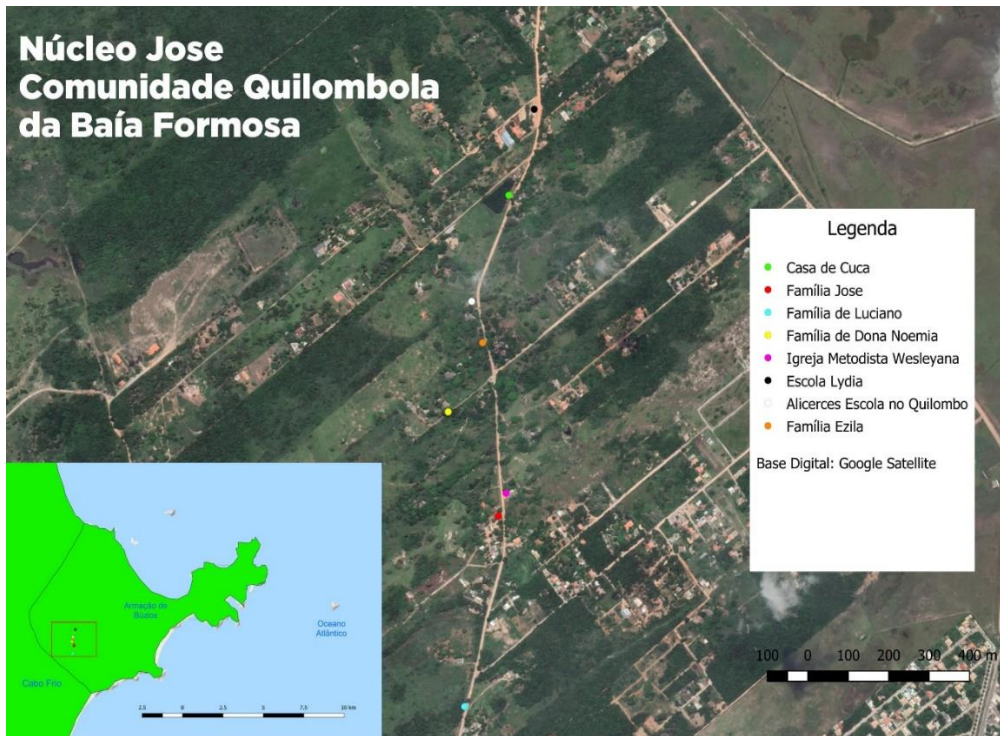 Núcleo Jose
Comunidade Quilombola
da Baía Formosa
Legenda
Casa de Cuca
Família Jose
Família de Luciano
Família de Dona Noemia
Igreja Metodista Wesleyana
Escola Lydia
Alicerces Escola no Quilombo
Família Ezila
Base Digital: Google Satellite
Armação de
Búzios
Oceano
Atlântico
Cabo Frio
2,5 0 2,5 5 7,5 10 km
100 0 100 200 300 400 m